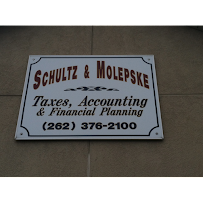 SCHULTZ & MOLEPSKE
Taxes, Accounting
& Financial Planning
(262) 376-2100